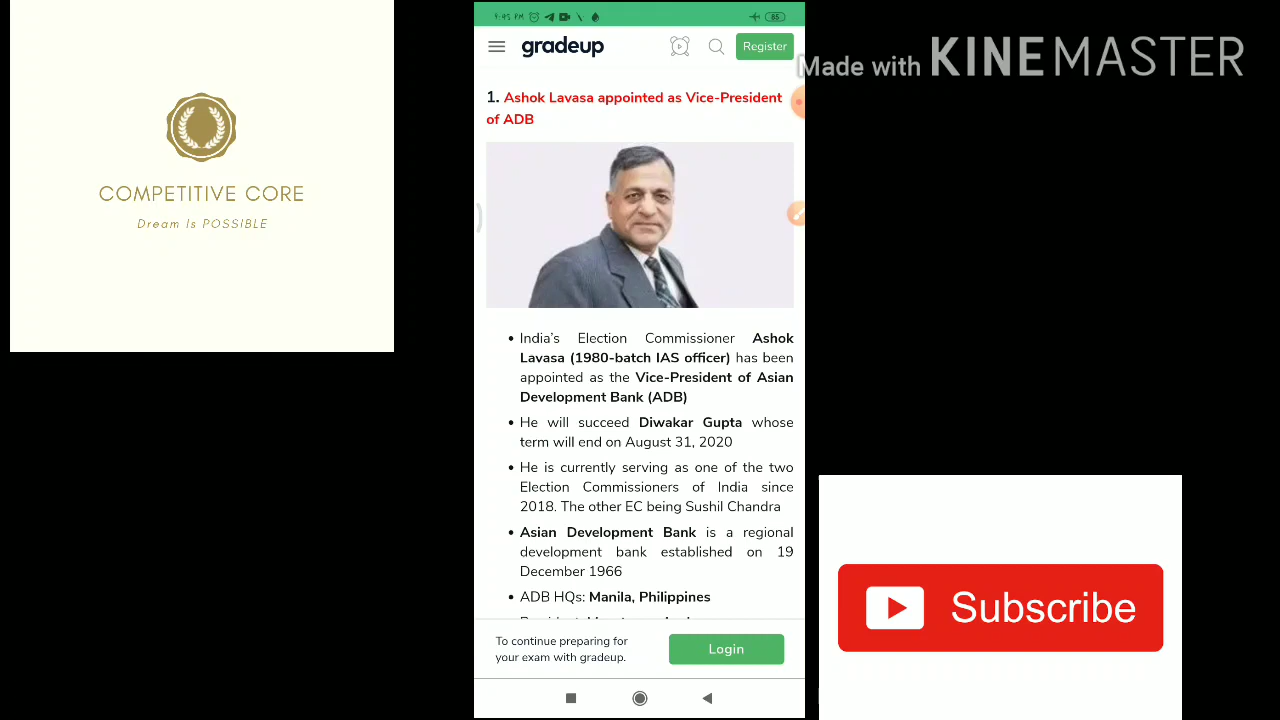 COMPETITIVE CORE
Dream Is POSSIBLE
4:45 PM
85
gradeup
Register
Made with KINEMASTER
1. Ashok Lavasa appointed as Vice-President
of ADB
• India's Election Commissioner Ashok
Lavasa (1980-batch IAS officer) has been
appointed as the Vice-President of Asian
Development Bank (ADB)
• He will succeed Diwakar Gupta whose
term will end on August 31, 2020
• He is currently serving as one of the two
Election Commissioners of India since
2018. The other EC being Sushil Chandra
• Asian Development Bank is a regional
development bank established on 19
December 1966
• ADB HQs: Manila, Philippines
To continue preparing for
your exam with gradeup.
Login
Subscribe